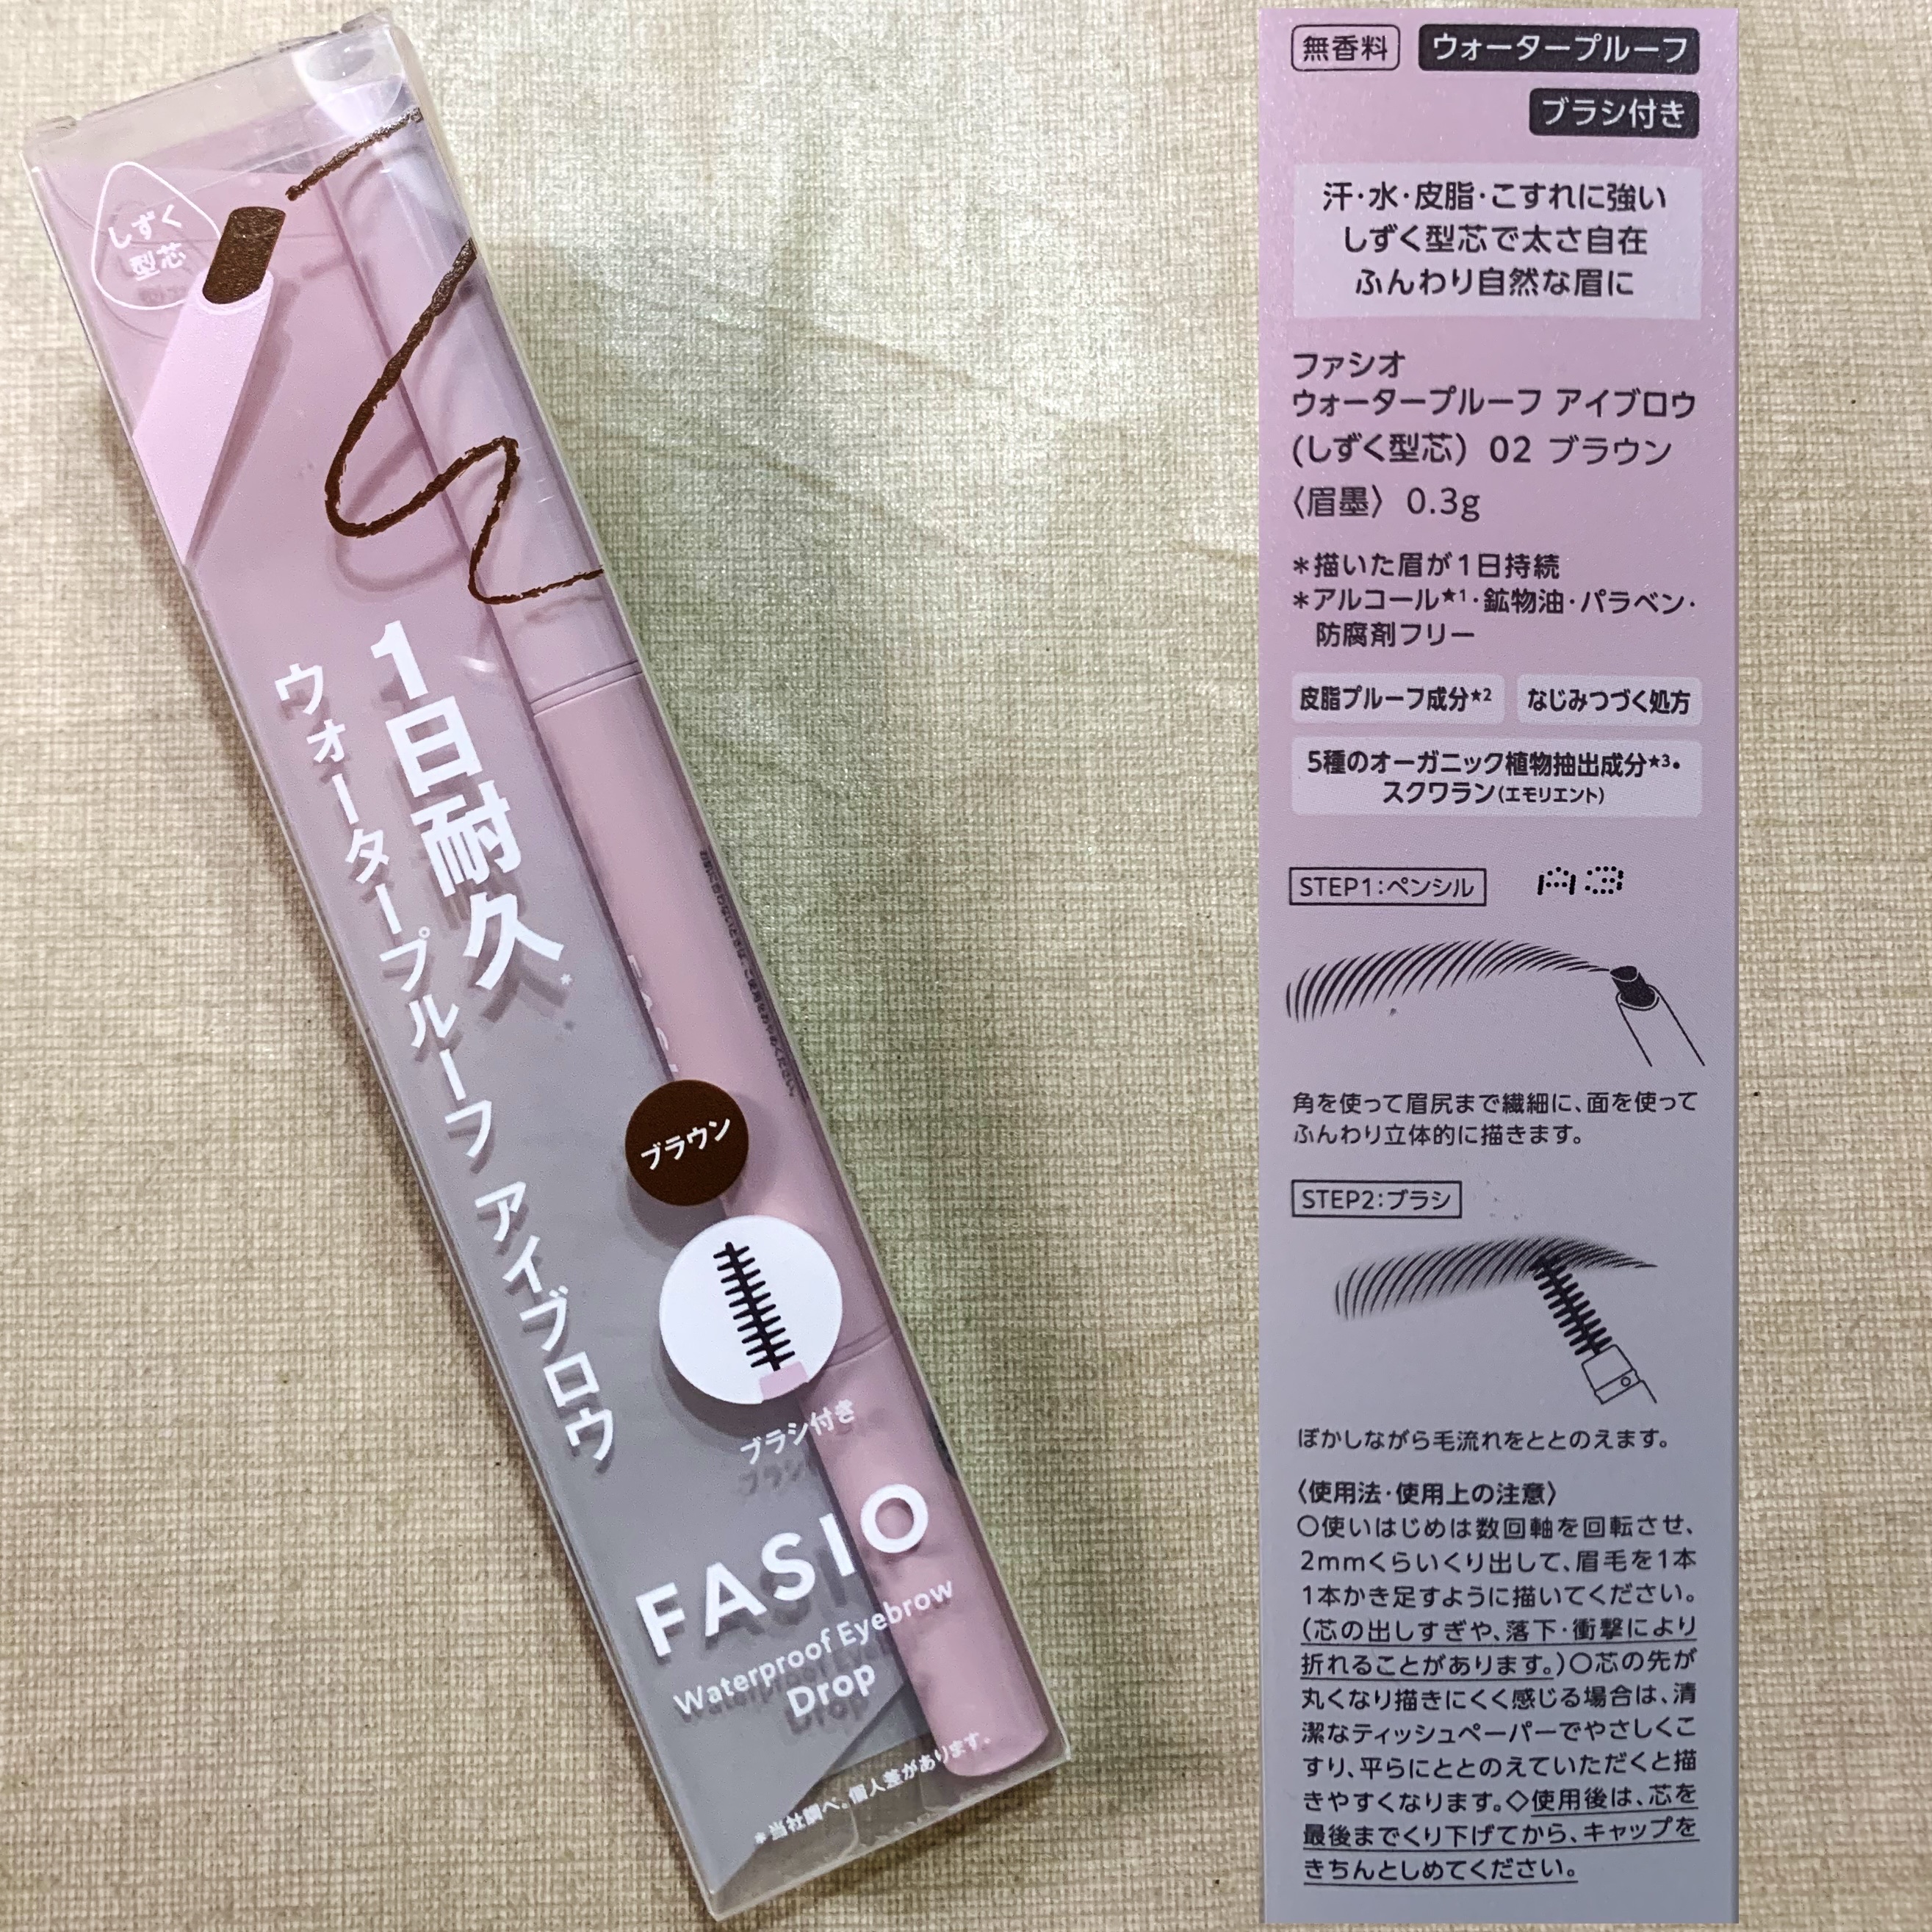 しずく
型芯
1日耐久*
ウォータープルーフ アイブロウ
ブラウン
ブラシ付き
FASIO
Waterproof Eyebrow
Drop
*当社調べ。個人差があります。
無香料
ウォータープルーフ
ブラシ付き
汗・水・皮脂・こすれに強い
しずく型芯で太さ自在
ふんわり自然な眉に
ファシオ
ウォータープルーフ アイブロウ
(しずく型芯) 02 ブラウン
〈眉墨〉 0.3g
*描いた眉が1日持続
*アルコール★1・鉱物油・パラベン・
防腐剤フリー
皮脂プルーフ成分★2
なじみつづく処方
5種のオーガニック植物抽出成分★3・
スクワラン(エモリエント)
STEP1:ペンシル
A3
角を使って眉尻まで繊細に、面を使って
ふんわり立体的に描きます。
STEP2:ブラシ
ぼかしながら毛流れをととのえます。
〈使用法・使用上の注意〉
○使いはじめは数回軸を回転させ、
2mmくらいくり出して、眉毛を1本
1本かき足すように描いてください。
(芯の出しすぎや、落下・衝撃により
折れることがあります。)○芯の先が
丸くなり描きにくく感じる場合は、清
潔なティッシュペーパーでやさしくこ
すり、平らにととのえていただくと描
きやすくなります。◇使用後は、芯を
最後までくり下げてから、キャップを
きちんとしめてください。